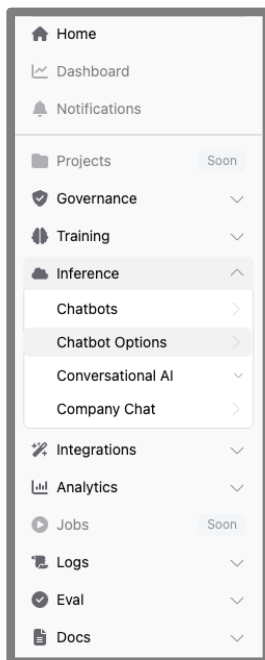 Home
Dashboard
Notifications
Projects Soon
Governance
Training
Inference
Chatbots
Chatbot Options
Conversational AI
Company Chat
Integrations
Analytics
Jobs Soon
Logs
Eval
Docs